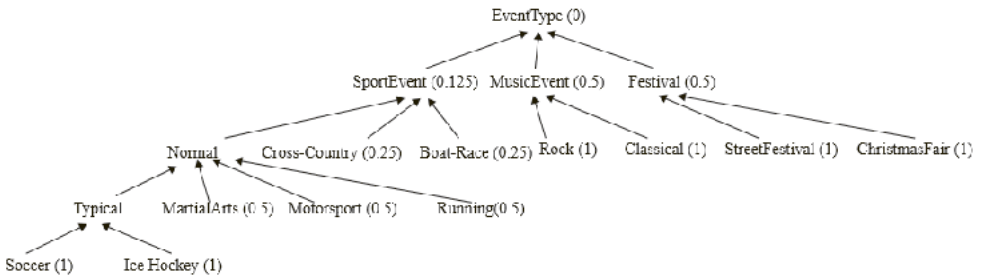 EventType (0)
SportEvent (0.125) MusicEvent (0.5) Festival (0.5)
Normal Cross-Country (0.25) Boat-Race (0.25) Rock (1) Classical (1) StreetFestival (1) ChristmasFair (1)
Typical MartialArts (0.5) Motorsport (0.5) Running(0.5)
Soccer (1) Ice Hockey (1)